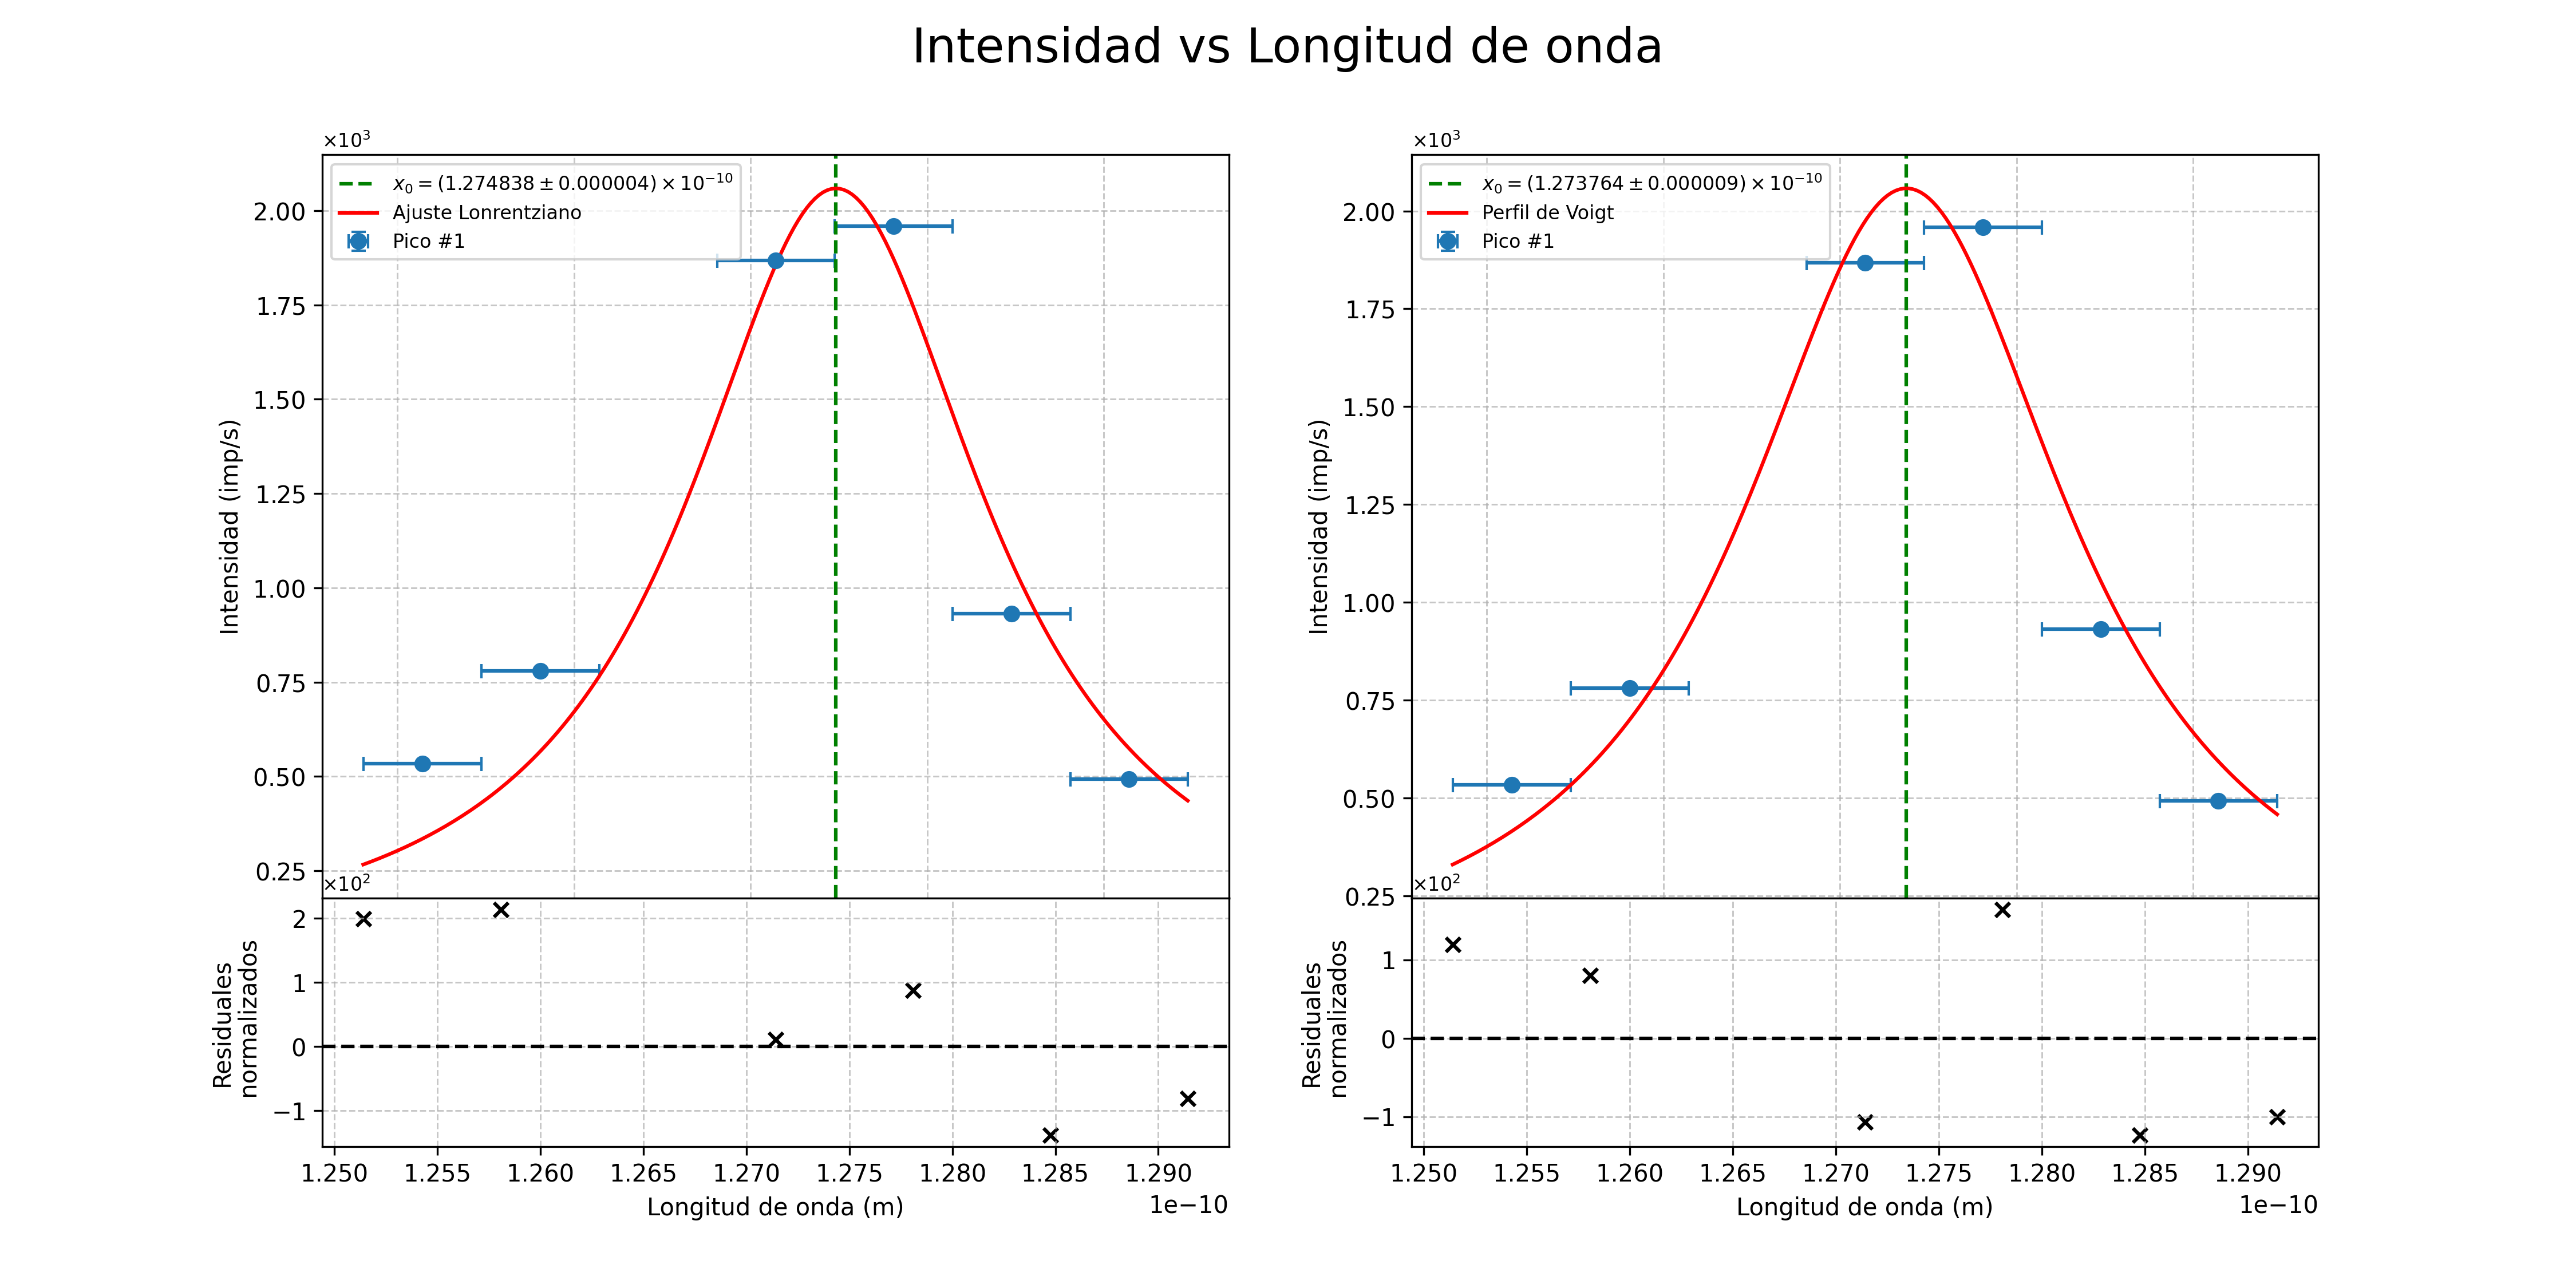 Intensidad vs Longitud de onda
×10³
x₀ = (1.274838 ± 0.000004) × 10⁻¹⁰
Ajuste Lonrentziano
Pico #1
2.00
1.75
1.50
1.25
1.00
0.75
0.50
0.25
Intensidad (imp/s)
×10²
2
1
0
−1
Residuales
normalizados
1.250 1.255 1.260 1.265 1.270 1.275 1.280 1.285 1.290
Longitud de onda (m)
1e−10
×10³
x₀ = (1.273764 ± 0.000009) × 10⁻¹⁰
Perfil de Voigt
Pico #1
2.00
1.75
1.50
1.25
1.00
0.75
0.50
0.25
Intensidad (imp/s)
×10²
1
0
−1
Residuales
normalizados
1.250 1.255 1.260 1.265 1.270 1.275 1.280 1.285 1.290
Longitud de onda (m)
1e−10